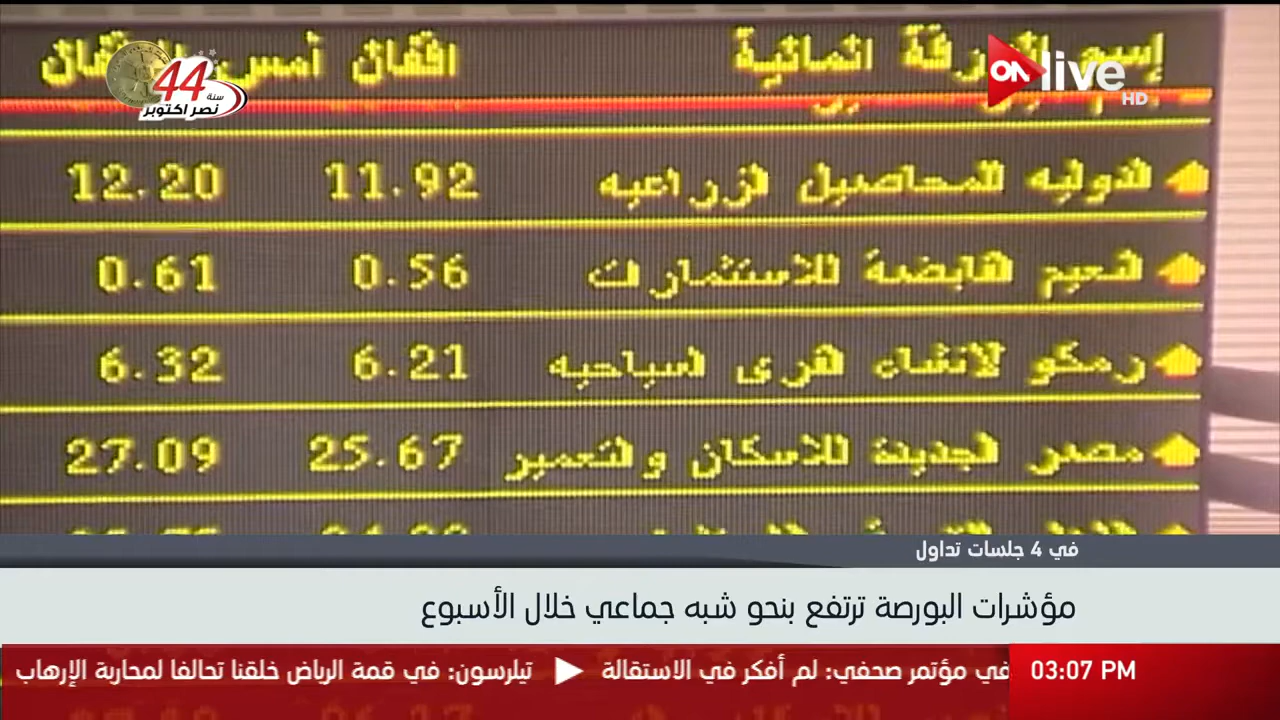 إسم الورقة المالية اقفال أمس
44 سنة نصر اكتوبر
ON live HD
الدوليه للمحاصيل الزراعيه 11.92 12.20
النعيم القابضة للاستثمارات 0.56 0.61
رمكو لانشاء القرى السياحيه 6.21 6.32
مصر الجديدة للاسكان والتعمير 25.67 27.09
في 4 جلسات تداول
مؤشرات البورصة ترتفع بنحو شبه جماعي خلال الأسبوع
03:07 PM في مؤتمر صحفي: لم أفكر في الاستقالة تيلرسون: في قمة الرياض خلقنا تحالفا لمحاربة الإرهاب